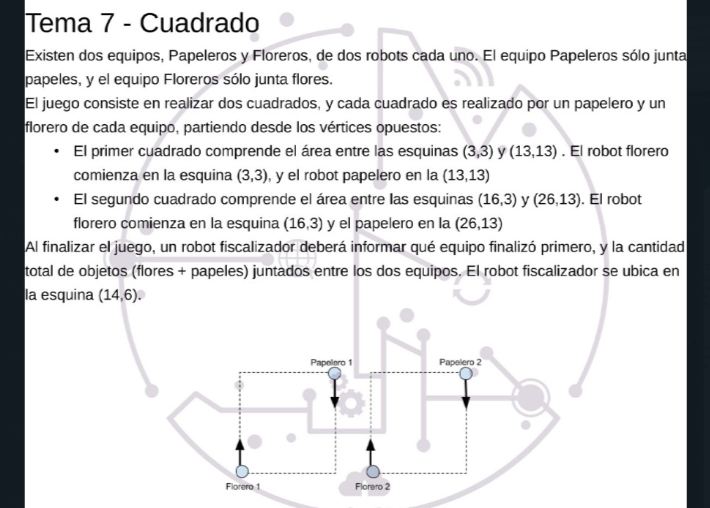 Tema 7 - Cuadrado
Existen dos equipos, Papeleros y Floreros, de dos robots cada uno. El equipo Papeleros sólo junta
papeles, y el equipo Floreros sólo junta flores.
El juego consiste en realizar dos cuadrados, y cada cuadrado es realizado por un papelero y un
florero de cada equipo, partiendo desde los vértices opuestos:
• El primer cuadrado comprende el área entre las esquinas (3,3) y (13,13) . El robot florero
comienza en la esquina (3,3), y el robot papelero en la (13,13)
• El segundo cuadrado comprende el área entre las esquinas (16,3) y (26,13). El robot
florero comienza en la esquina (16,3) y el papelero en la (26,13)
Al finalizar el juego, un robot fiscalizador deberá informar qué equipo finalizó primero, y la cantidad
total de objetos (flores + papeles) juntados entre los dos equipos. El robot fiscalizador se ubica en
la esquina (14,6).
Papelero 1 Papelero 2
Florero 1 Florero 2